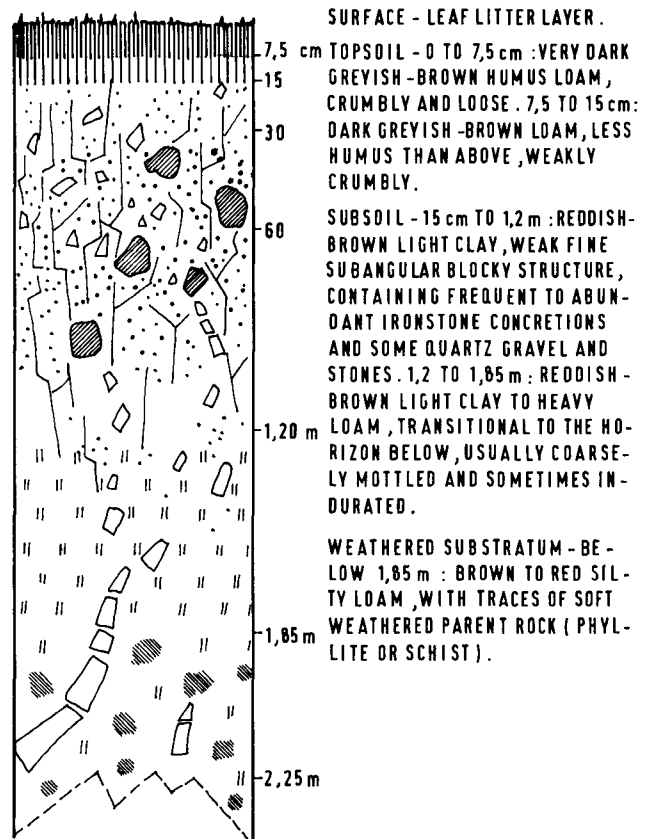 SURFACE - LEAF LITTER LAYER.
7,5 cm
TOPSOIL - 0 TO 7,5 cm : VERY DARK
GREYISH - BROWN HUMUS LOAM,
CRUMBLY AND LOOSE. 7,5 TO 15 cm:
DARK GREYISH - BROWN LOAM, LESS
HUMUS THAN ABOVE, WEAKLY
CRUMBLY.
15
30
60
SUBSOIL - 15 cm TO 1,2 m : REDDISH-
BROWN LIGHT CLAY, WEAK FINE
SUBANGULAR BLOCKY STRUCTURE,
CONTAINING FREQUENT TO ABUN-
DANT IRONSTONE CONCRETIONS
AND SOME QUARTZ GRAVEL AND
STONES. 1,2 TO 1,85 m : REDDISH -
BROWN LIGHT CLAY TO HEAVY
LOAM, TRANSITIONAL TO THE HO-
RIZON BELOW, USUALLY COARSE-
LY MOTTLED AND SOMETIMES IN-
DURATED.
1,20 m
WEATHERED SUBSTRATUM - BE-
LOW 1,85 m : BROWN TO RED SIL-
TY LOAM, WITH TRACES OF SOFT
WEATHERED PARENT ROCK ( PHYL-
LITE OR SCHIST ).
1,85 m
2,25 m